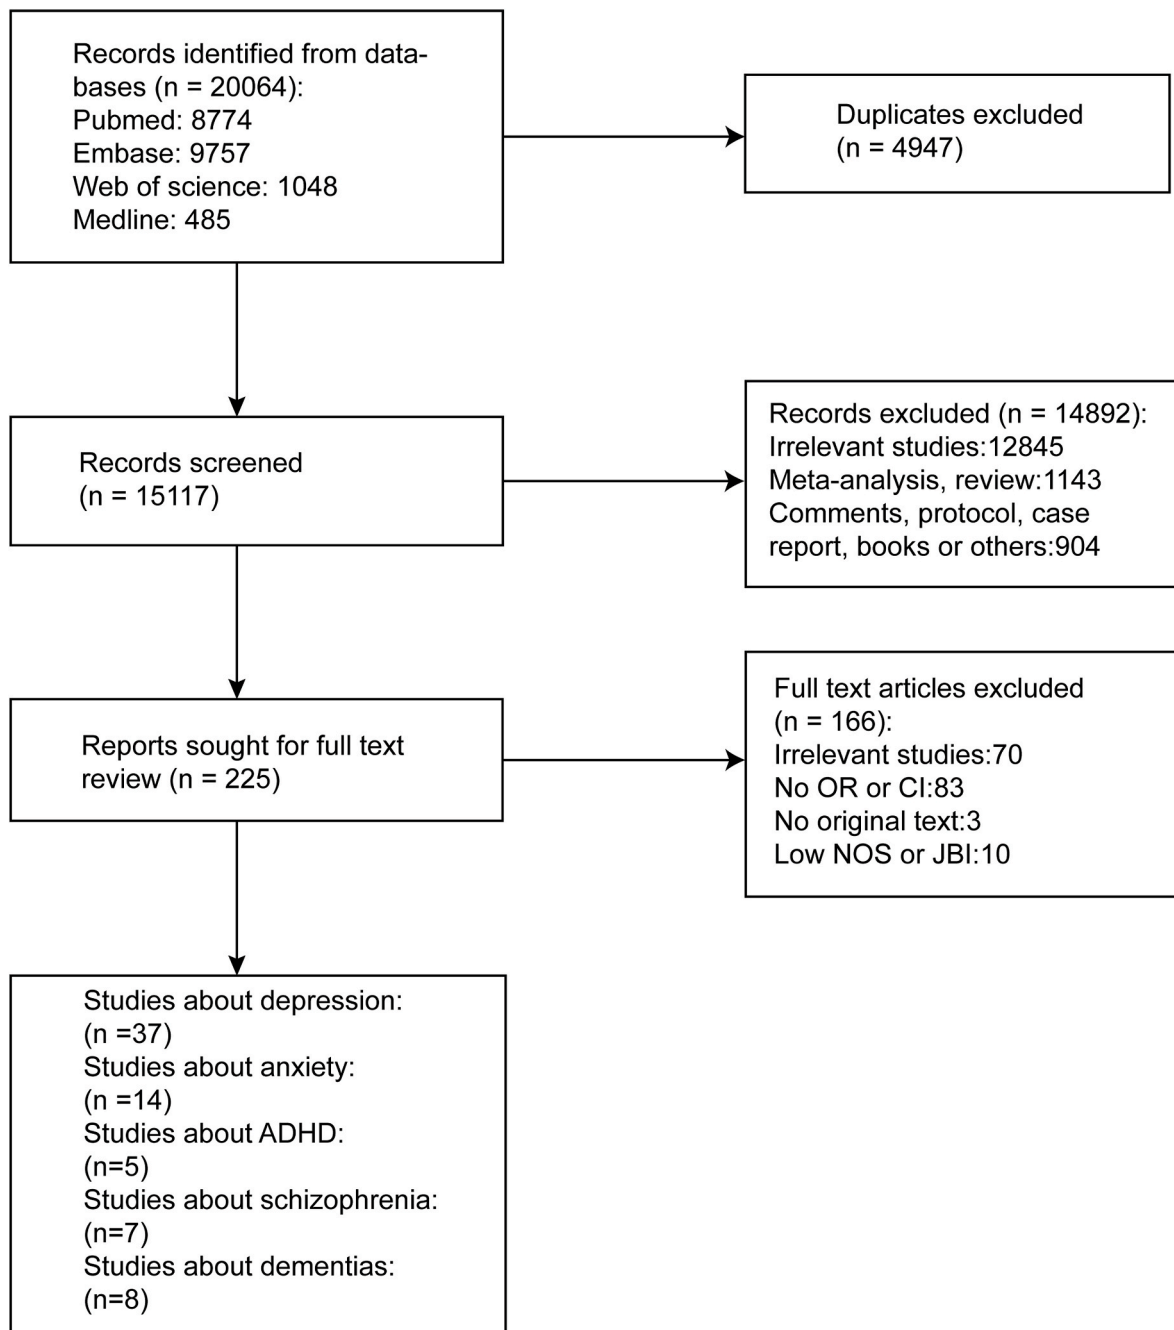 Records identified from data-
bases (n = 20064):
Pubmed: 8774
Embase: 9757
Web of science: 1048
Medline: 485
Duplicates excluded
(n = 4947)
Records screened
(n = 15117)
Records excluded (n = 14892):
Irrelevant studies:12845
Meta-analysis, review:1143
Comments, protocol, case
report, books or others:904
Reports sought for full text
review (n = 225)
Full text articles excluded
(n = 166):
Irrelevant studies:70
No OR or CI:83
No original text:3
Low NOS or JBI:10
Studies about depression:
(n =37)
Studies about anxiety:
(n =14)
Studies about ADHD:
(n=5)
Studies about schizophrenia:
(n=7)
Studies about dementias:
(n=8)